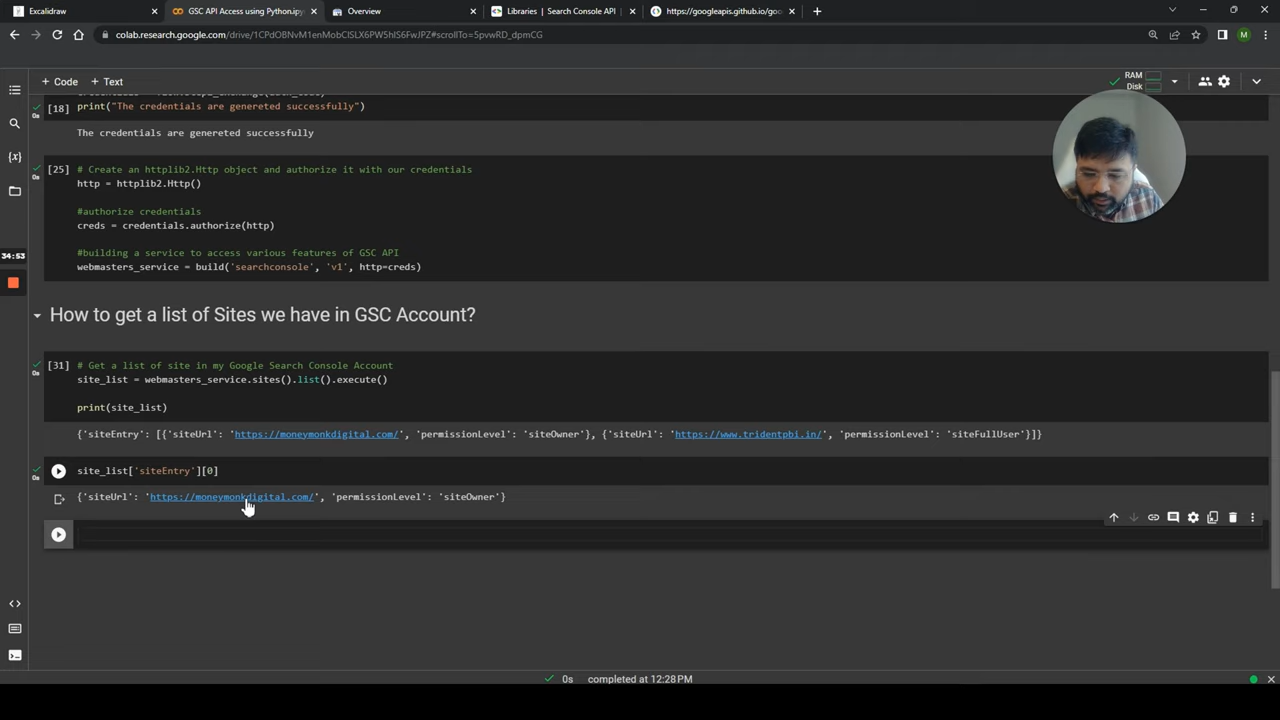 Excalidraw
GSC API Access using Python.ipy
Overview
Libraries | Search Console API |
https://googleapis.github.io/goo
colab.research.google.com/drive/1CPdOBNvM1enMobClSLX6PW5hlS6FwJPZ#scrollTo=5pvwRD_dpmCG
M
+ Code + Text
RAM
Disk
[18] print("The credentials are genereted successfully")
The credentials are genereted successfully
[25] # Create an httplib2.Http object and authorize it with our credentials
http = httplib2.Http()
#authorize credentials
creds = credentials.authorize(http)
#building a service to access various features of GSC API
webmasters_service = build('searchconsole', 'v1', http=creds)
34:53
How to get a list of Sites we have in GSC Account?
[31] # Get a list of site in my Google Search Console Account
site_list = webmasters_service.sites().list().execute()
print(site_list)
{'siteEntry': [{'siteUrl': 'https://moneymonkdigital.com/', 'permissionLevel': 'siteOwner'}, {'siteUrl': 'https://www.tridentpbi.in/', 'permissionLevel': 'siteFullUser'}]}
site_list['siteEntry'][0]
{'siteUrl': 'https://moneymonkdigital.com/', 'permissionLevel': 'siteOwner'}
0s completed at 12:28 PM